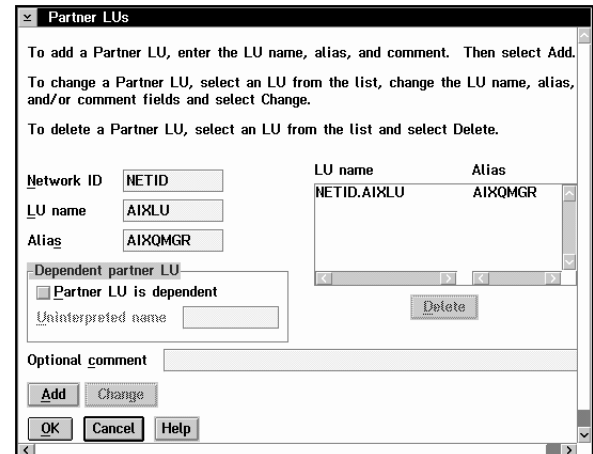 Partner LUs
To add a Partner LU, enter the LU name, alias, and comment. Then select Add.
To change a Partner LU, select an LU from the list, change the LU name, alias,
and/or comment fields and select Change.
To delete a Partner LU, select an LU from the list and select Delete.
Network ID NETID
LU name AIXLU
Alias AIXQMGR
LU name Alias
NETID.AIXLU AIXQMGR
Dependent partner LU
Partner LU is dependent
Uninterpreted name
Delete
Optional comment
Add Change
OK Cancel Help